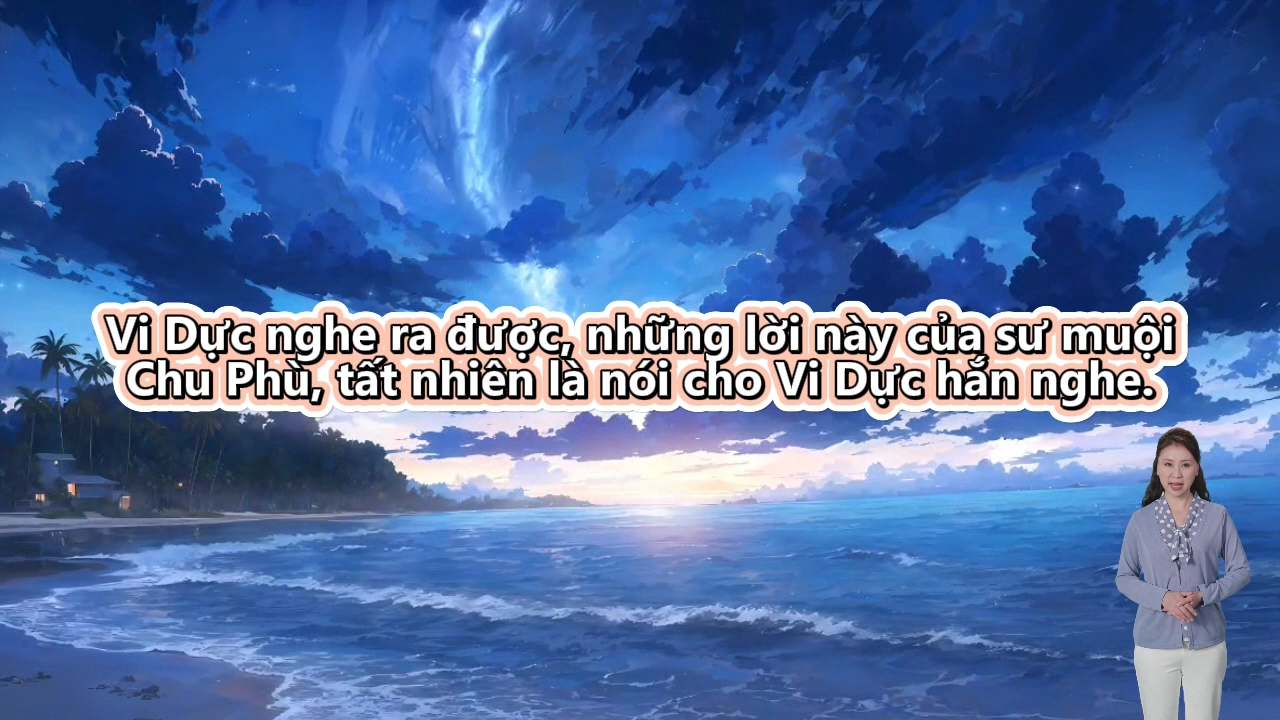 Vi Dực nghe ra được, những lời này của sư muội
Chu Phù, tất nhiên là nói cho Vi Dực hắn nghe.